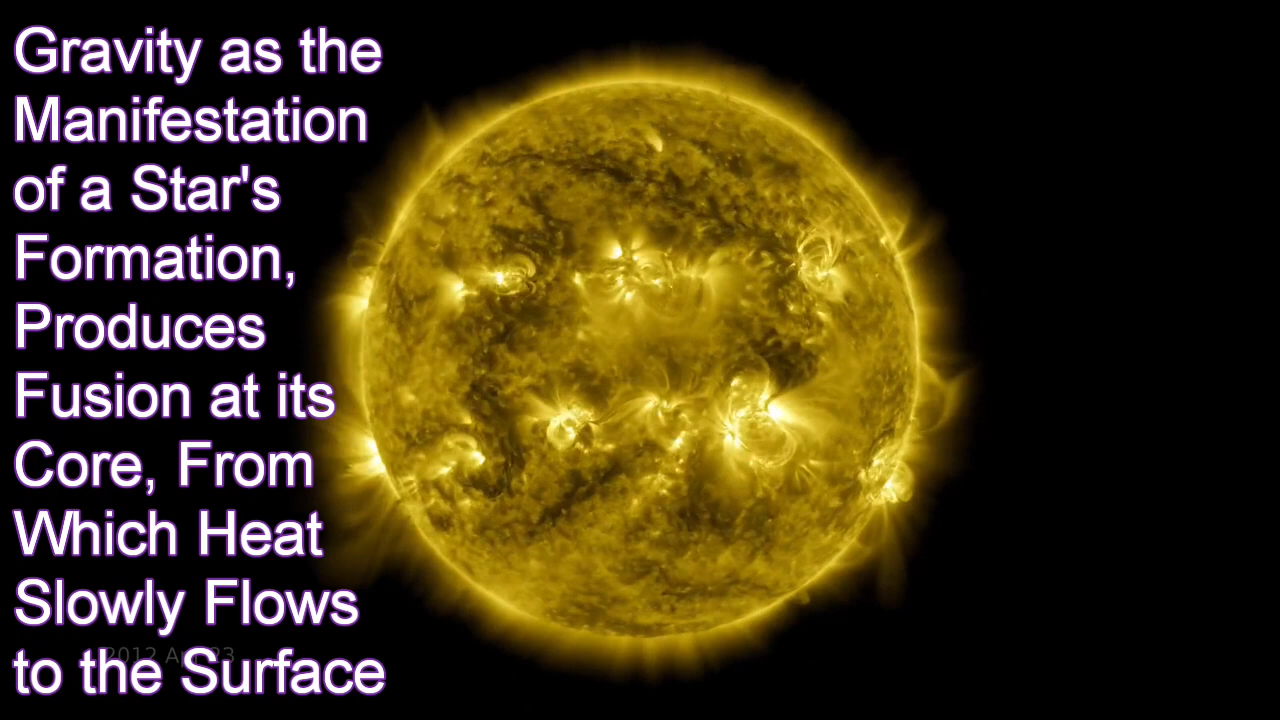 Gravity as the
Manifestation
of a Star's
Formation,
Produces
Fusion at its
Core, From
Which Heat
Slowly Flows
to the Surface
2012